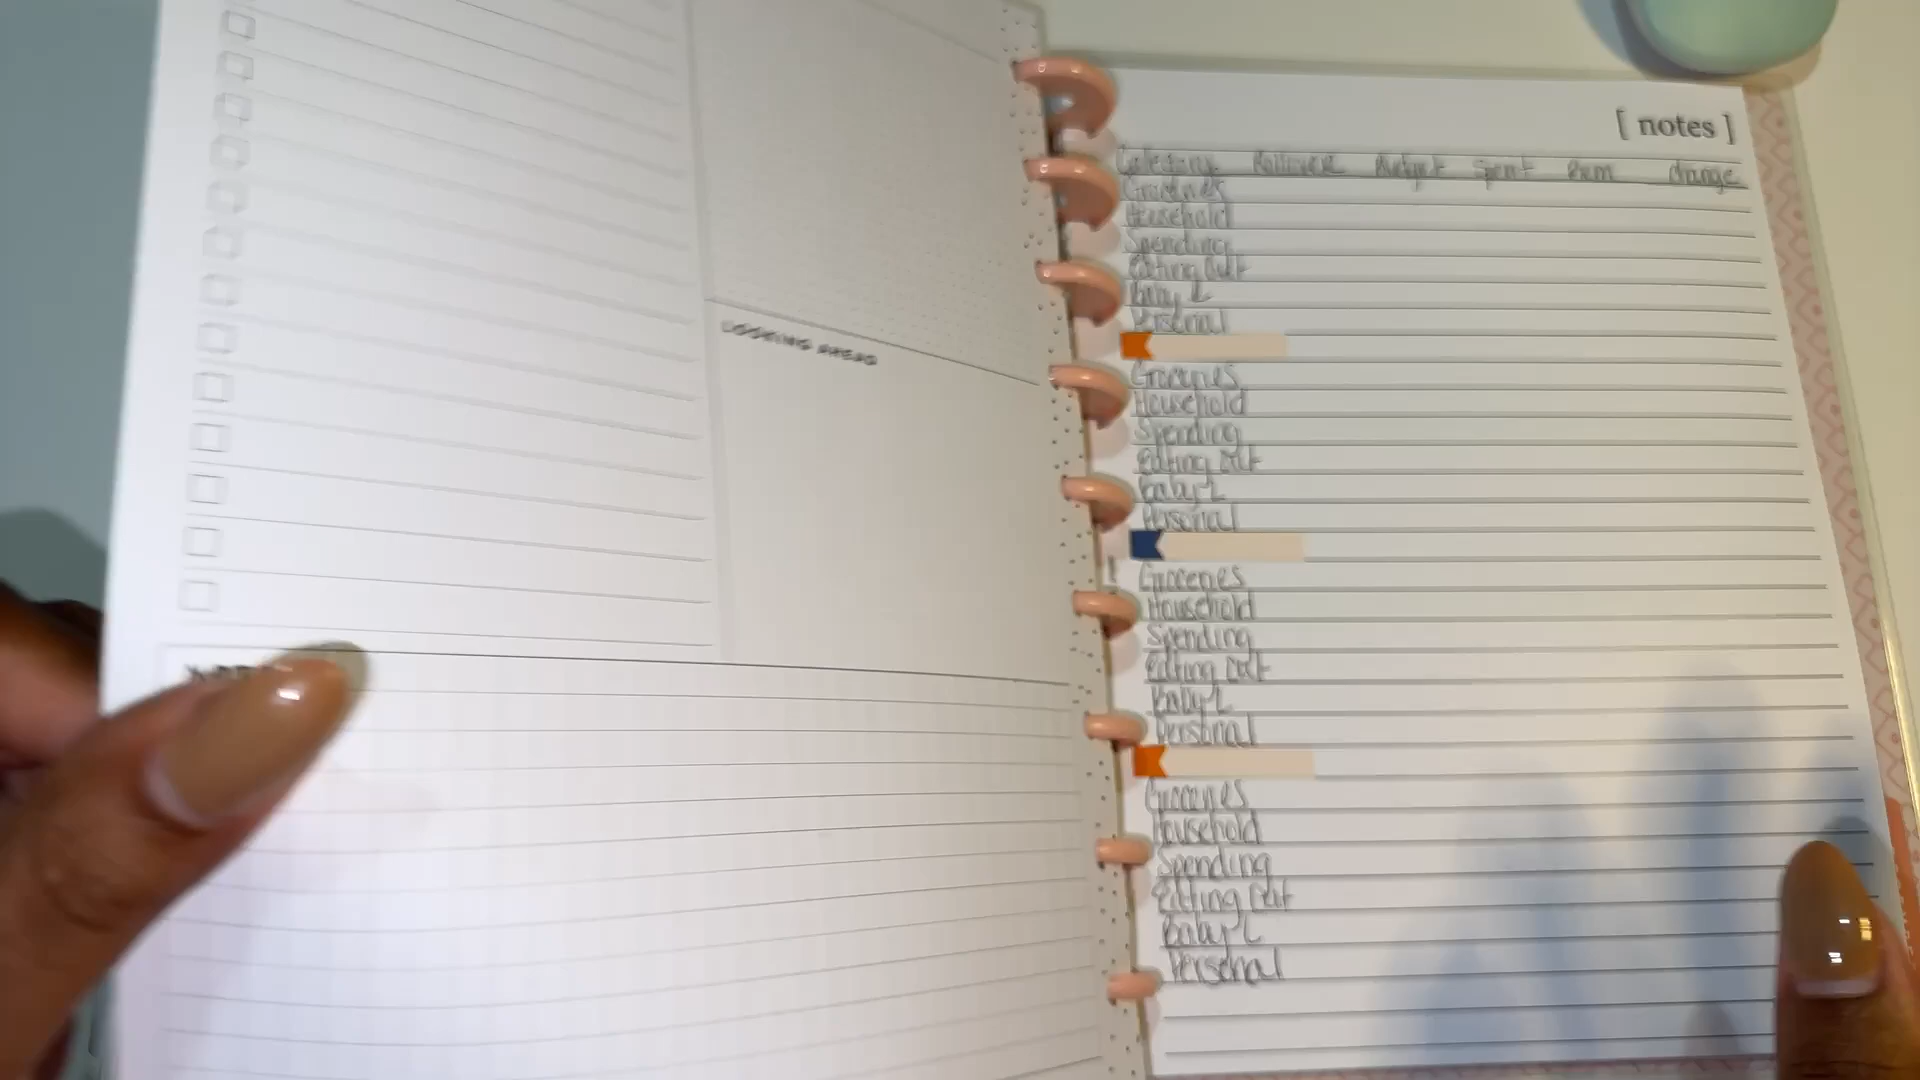 LOOKING AHEAD
[ notes ]
Category Rollover Budget Spent Rem Change
Groceries
Household
Spending
Eating Out
Baby L
Personal
Groceries
Household
Spending
Eating Out
Baby L
Personal
Groceries
Household
Spending
Eating Out
Baby L
Personal
Groceries
Household
Spending
Eating Out
Baby L
Personal